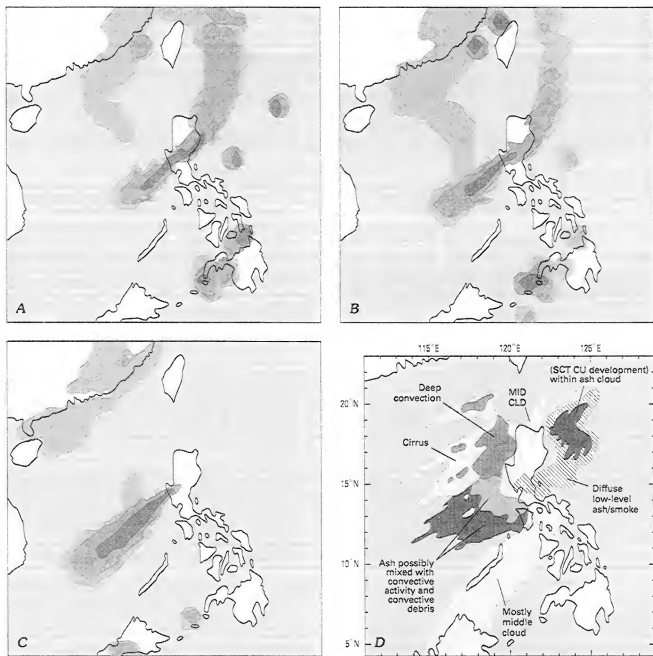 A
B
C
115°E
120°E
125°E
(SCT CU development)
within ash cloud
Deep
convection
MID
CLD
20°N
Cirrus
15°N
Diffuse
low-level
ash/smoke
10°N
Ash possibly
mixed with
convective
activity and
convective
debris
Mostly
middle
cloud
5°N
D